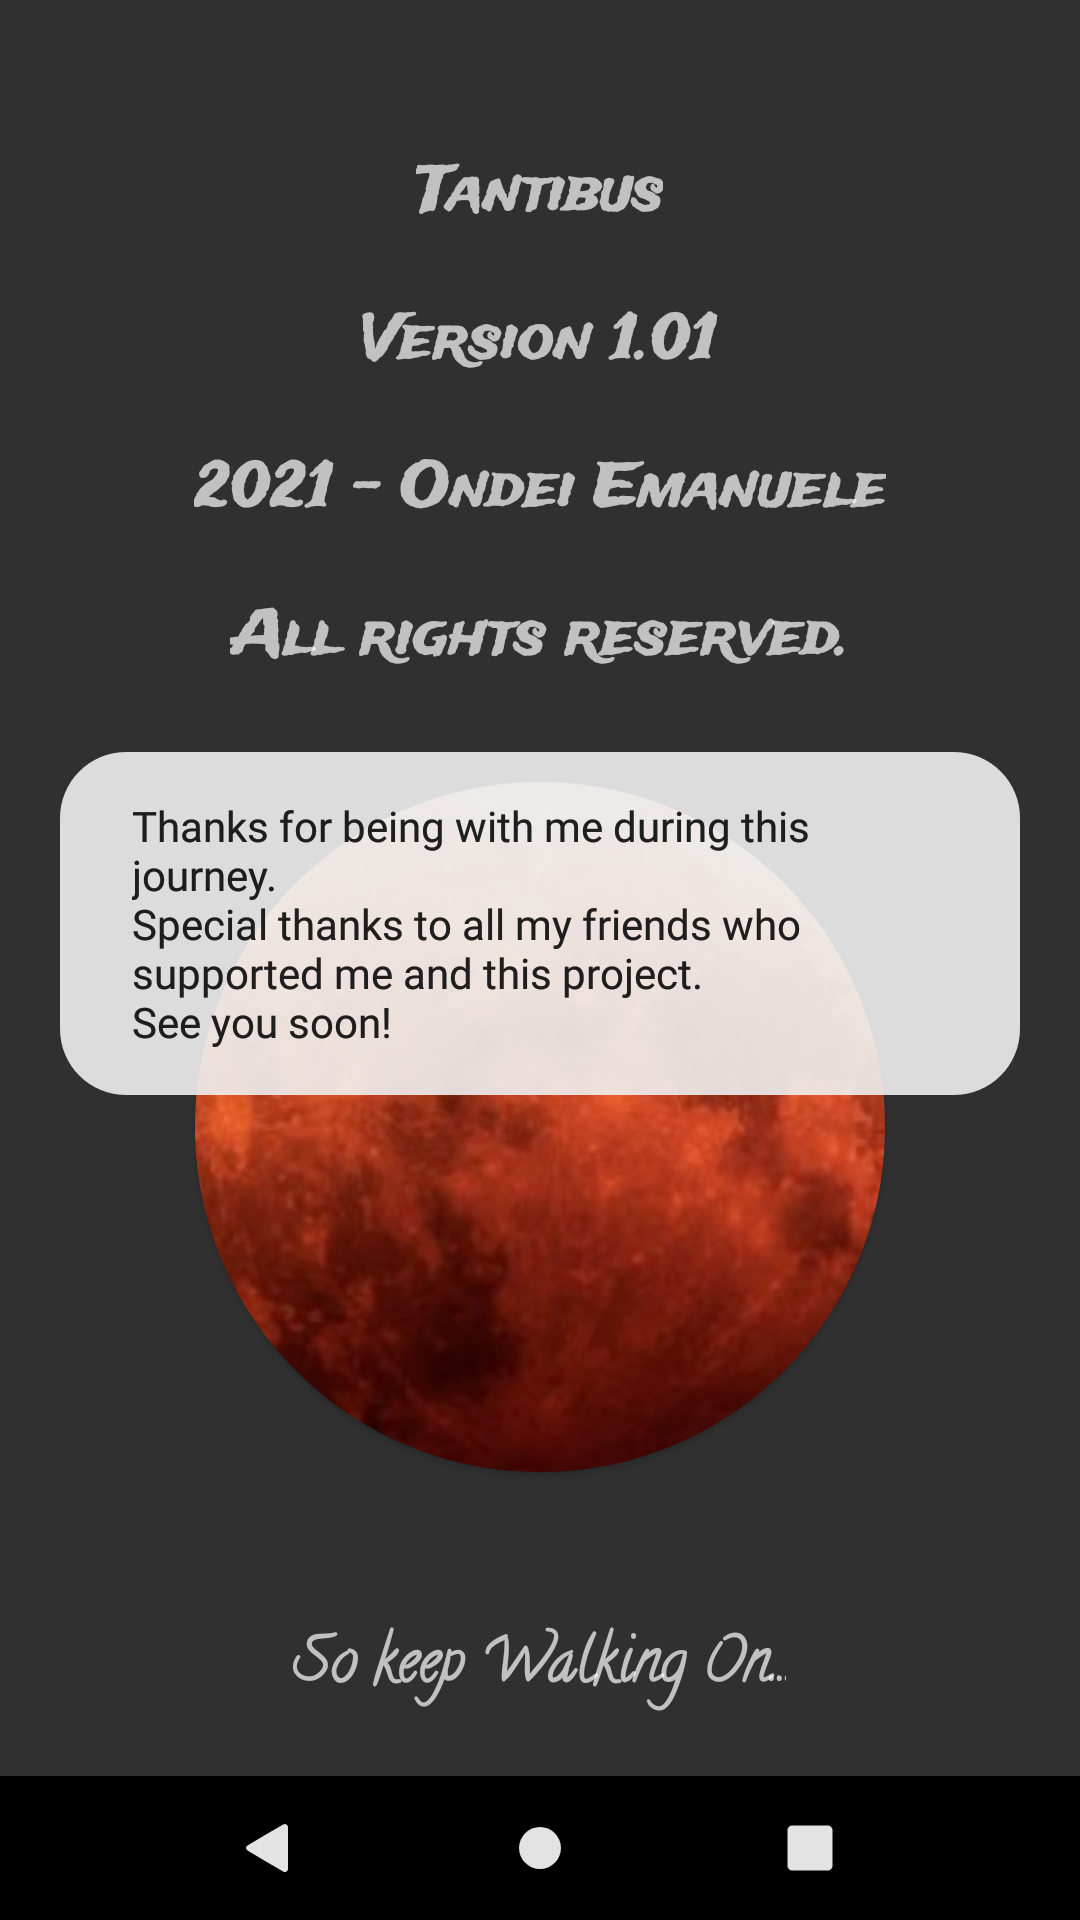 Tantibus
Version 1.01
2021 - Ondei Emanuele
All rights reserved.
Thanks for being with me during this
journey.
Special thanks to all my friends who
supported me and this project.
See you soon!
So keep Walking On...